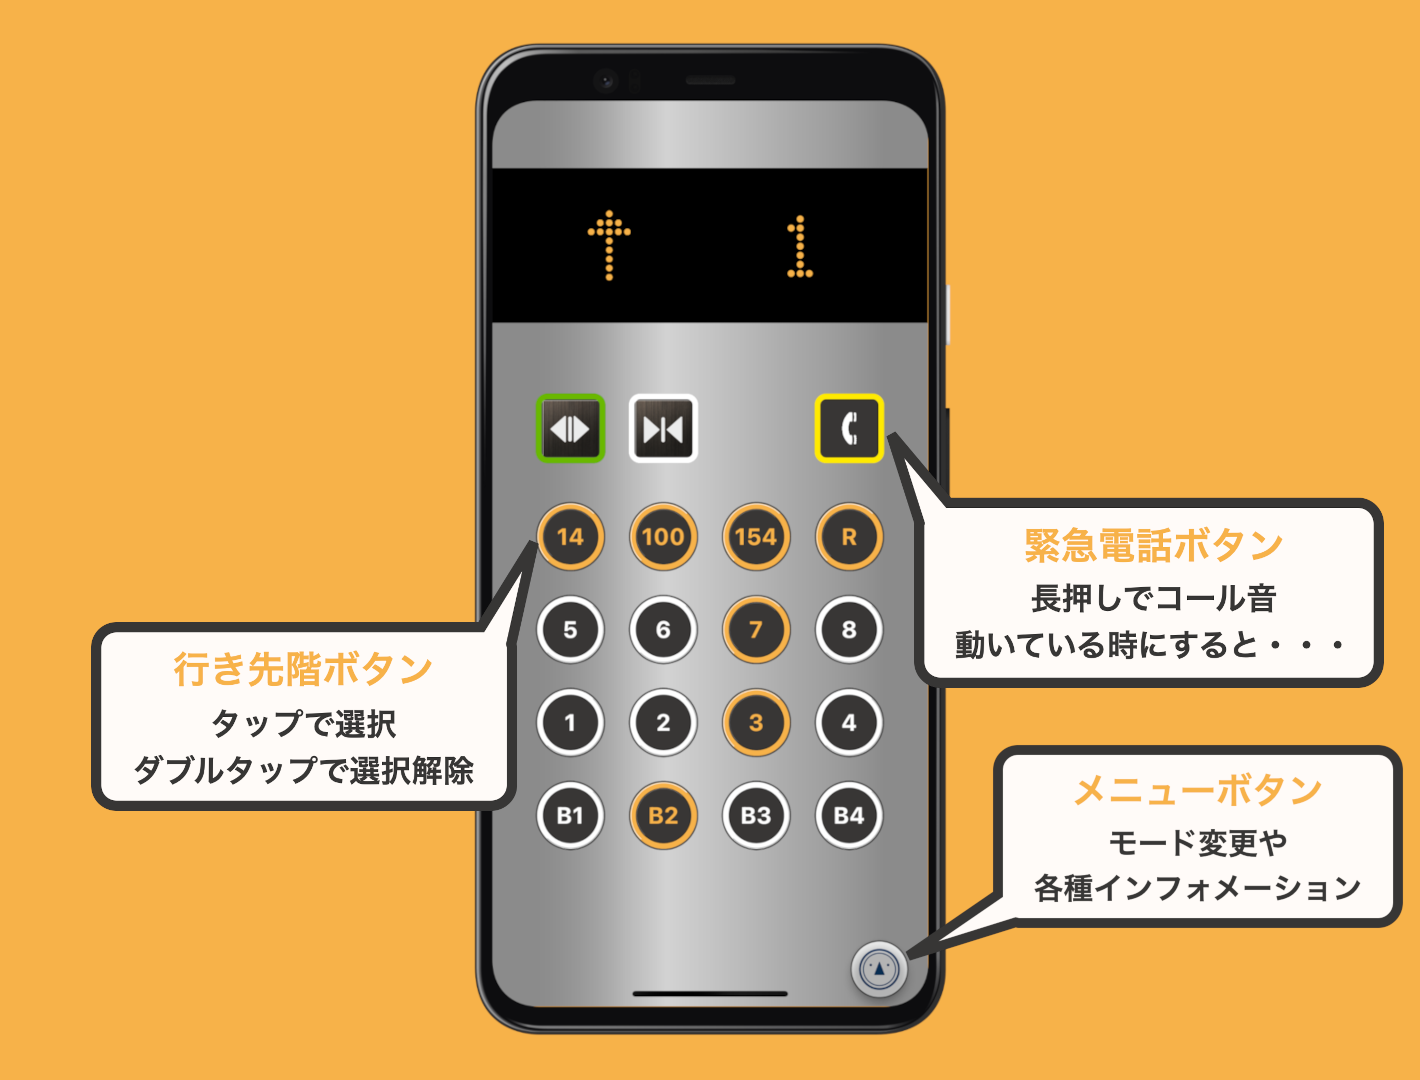 ↑ 1
14 100 154 R
5 6 7 8
1 2 3 4
B1 B2 B3 B4
緊急電話ボタン
長押しでコール音
動いている時にすると・・・
行き先階ボタン
タップで選択
ダブルタップで選択解除
メニューボタン
モード変更や
各種インフォメーション